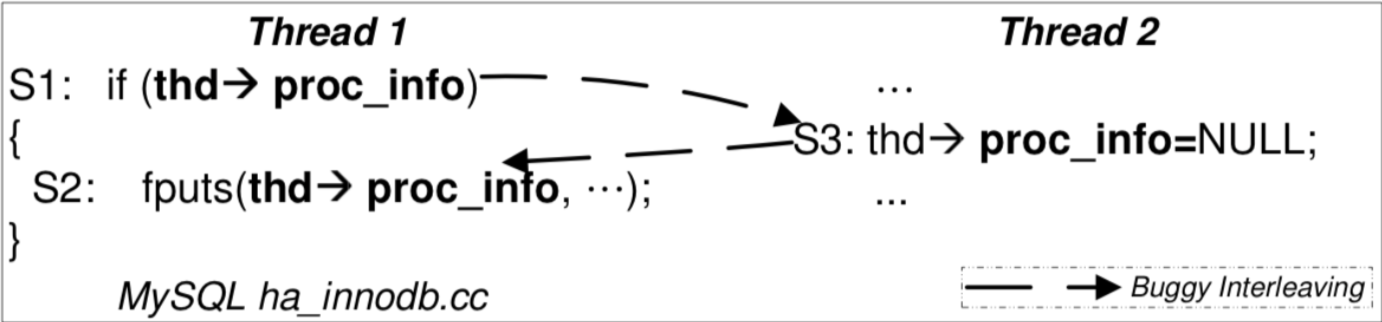 Thread 1 Thread 2
S1: if (thd→ proc_info) ...
{ S3: thd→ proc_info=NULL;
S2: fputs(thd→ proc_info, ...); ...
}
MySQL ha_innodb.cc Buggy Interleaving